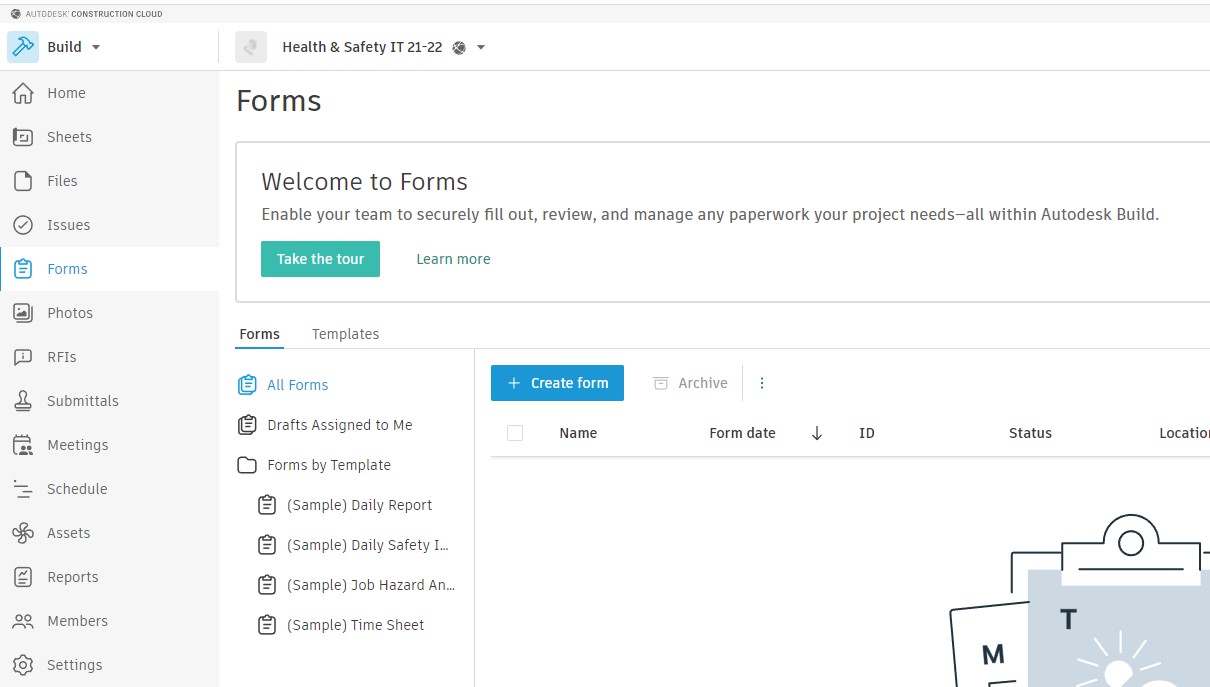 AUTODESK® CONSTRUCTION CLOUD
Build
Health & Safety IT 21-22
Home
Sheets
Files
Issues
Forms
Photos
RFIs
Submittals
Meetings
Schedule
Assets
Reports
Members
Settings
Forms
Welcome to Forms
Enable your team to securely fill out, review, and manage any paperwork your project needs—all within Autodesk Build.
Take the tour Learn more
Forms Templates
All Forms
Drafts Assigned to Me
Forms by Template
(Sample) Daily Report
(Sample) Daily Safety I...
(Sample) Job Hazard An...
(Sample) Time Sheet
+ Create form Archive
Name Form date ↓ ID Status Location
T
M